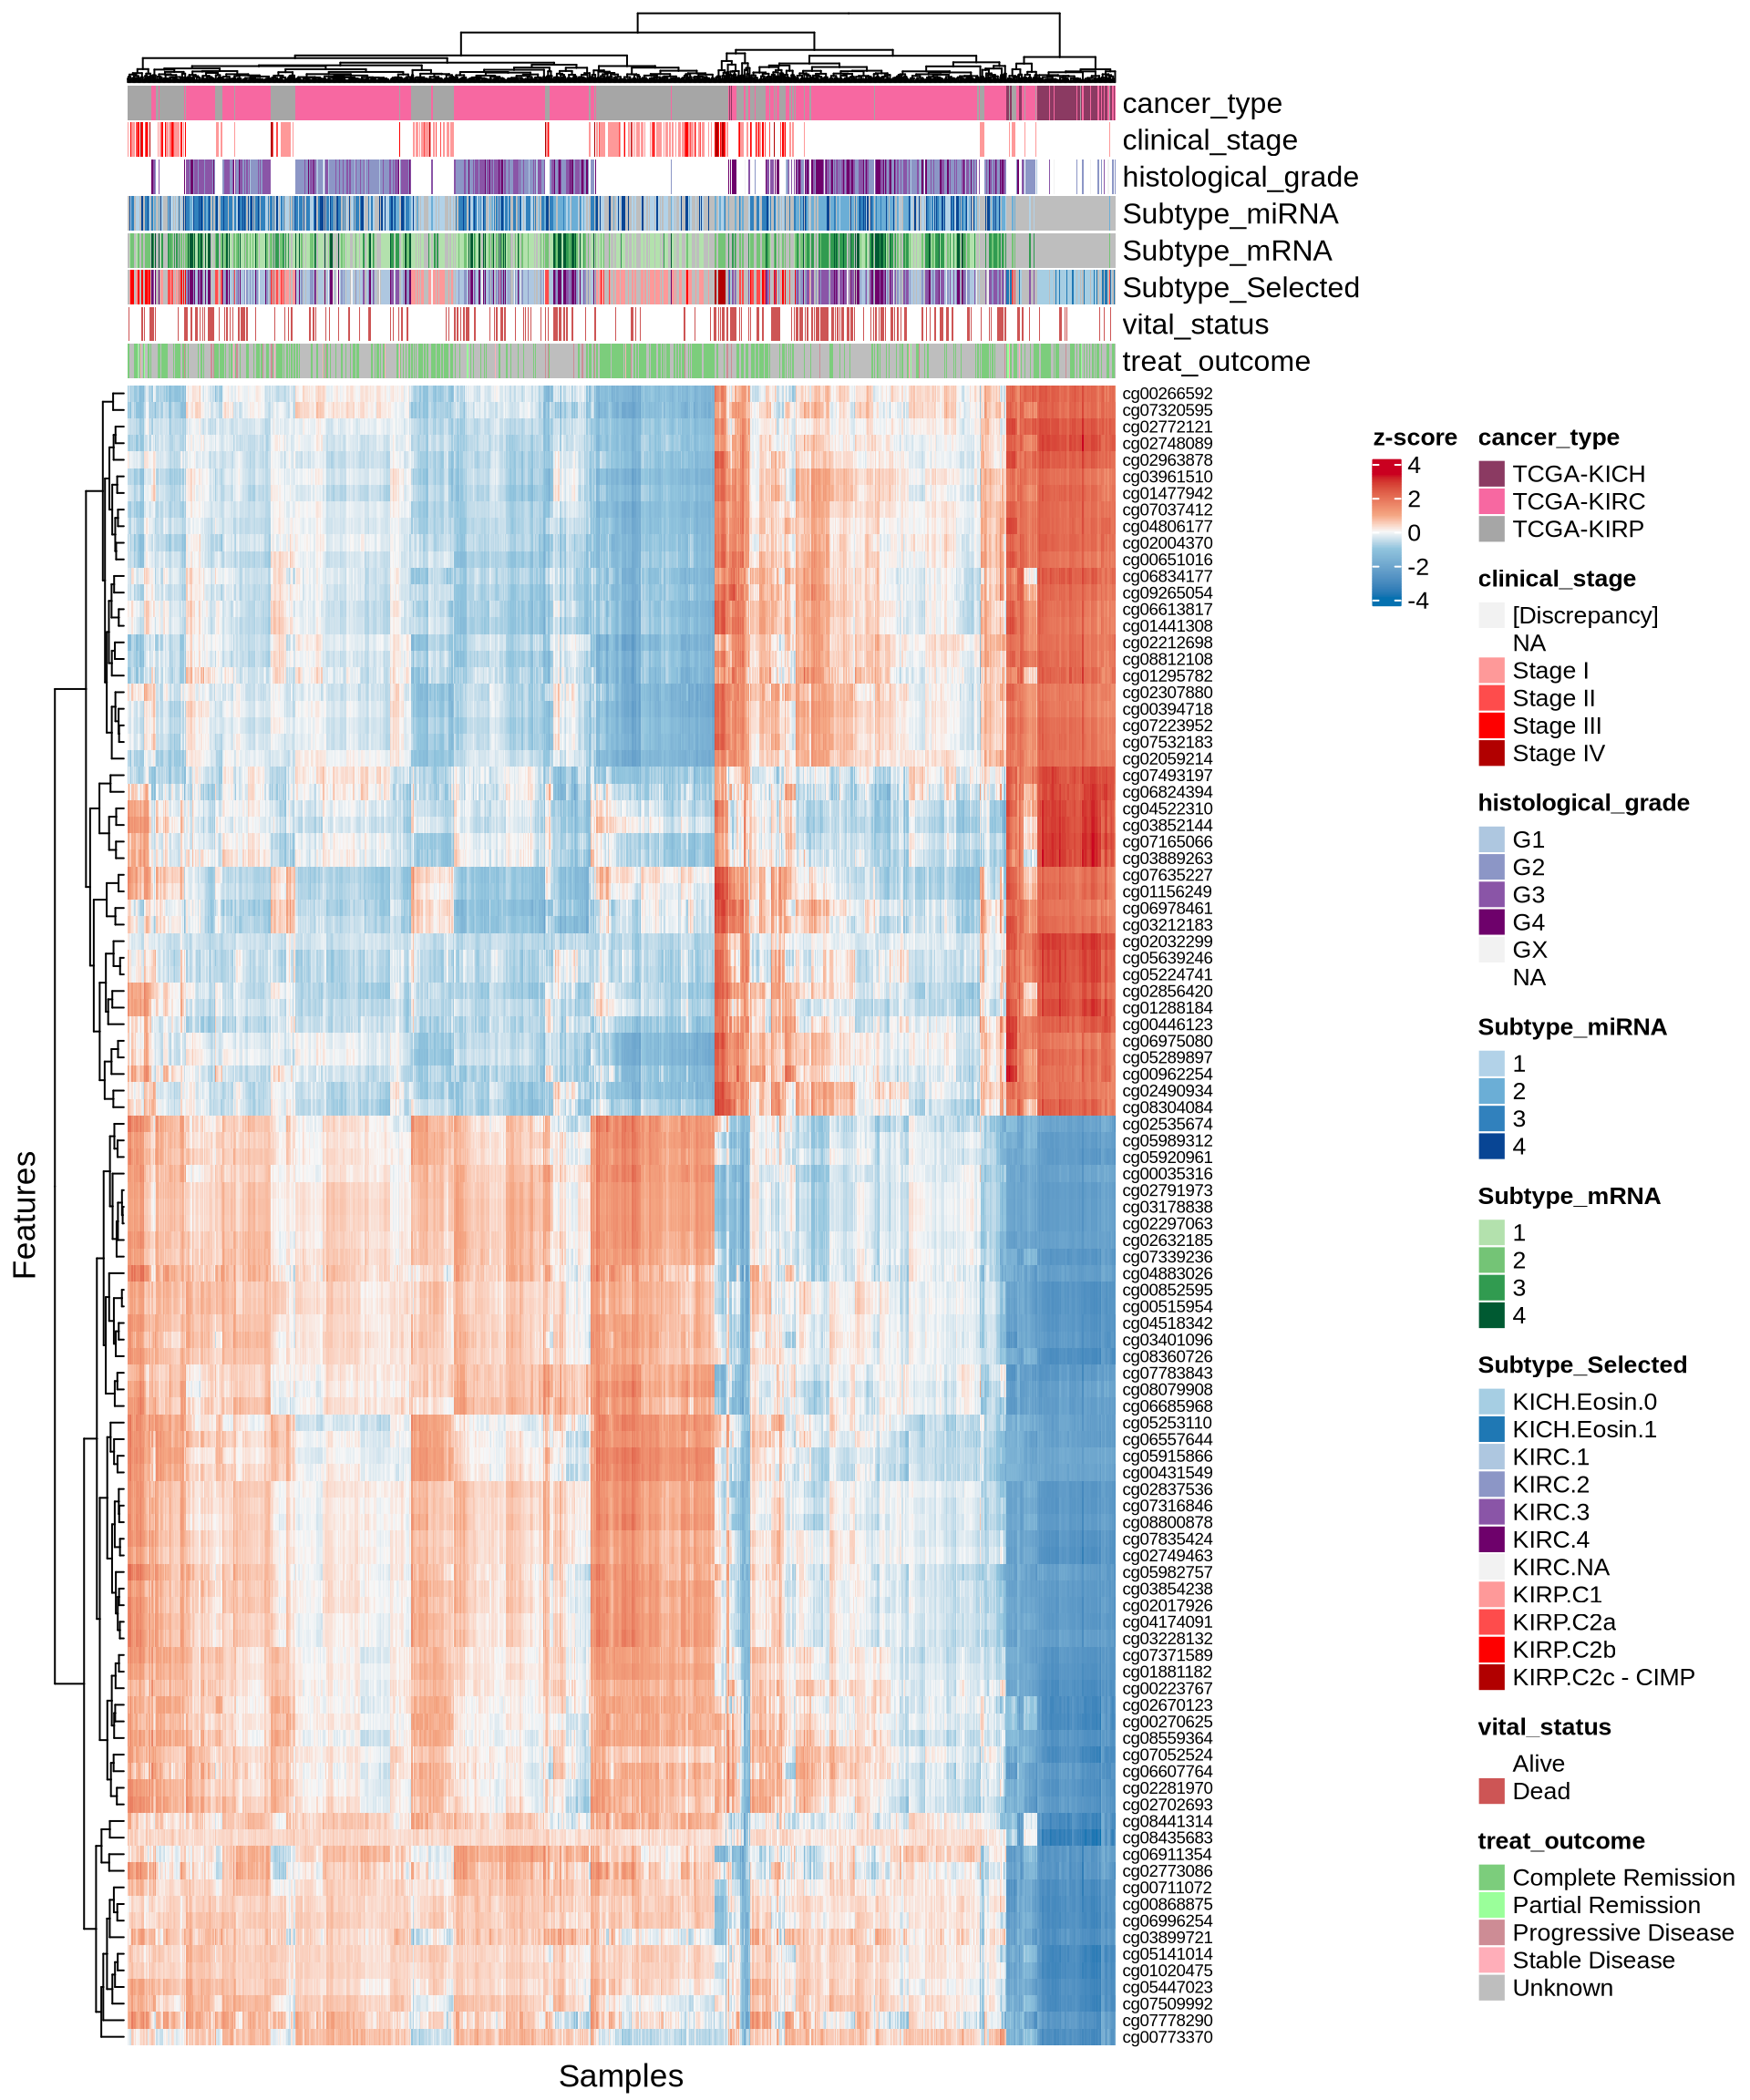 cancer_type
clinical_stage
histological_grade
Subtype_miRNA
Subtype_mRNA
Subtype_Selected
vital_status
treat_outcome
cg00266592
cg07320595
cg02772121
cg02748089
cg02963878
cg03961510
cg01477942
cg07037412
cg04806177
cg02004370
cg00651016
cg06834177
cg09265054
cg06613817
cg01441308
cg02212698
cg08812108
cg01295782
cg02307880
cg00394718
cg07223952
cg07532183
cg02059214
cg07493197
cg06824394
cg04522310
cg03852144
cg07165066
cg03889263
cg07635227
cg01156249
cg06978461
cg03212183
cg02032299
cg05639246
cg05224741
cg02856420
cg01288184
cg00446123
cg06975080
cg05289897
cg00962254
cg02490934
cg08304084
cg02535674
cg05989312
cg05920961
cg00035316
cg02791973
cg03178838
cg02297063
cg02632185
cg07339236
cg04883026
cg00852595
cg00515954
cg04518342
cg03401096
cg08360726
cg07783843
cg08079908
cg06685968
cg05253110
cg06557644
cg05915866
cg00431549
cg02837536
cg07316846
cg08800878
cg07835424
cg02749463
cg05982757
cg03854238
cg02017926
cg04174091
cg03228132
cg07371589
cg01881182
cg00223767
cg02670123
cg00270625
cg08559364
cg07052524
cg06607764
cg02281970
cg02702693
cg08441314
cg08435683
cg06911354
cg02773086
cg00711072
cg00868875
cg06996254
cg03899721
cg05141014
cg01020475
cg05447023
cg07509992
cg07778290
cg00773370
Features
Samples
z-score
4
2
0
-2
-4
cancer_type
TCGA-KICH
TCGA-KIRC
TCGA-KIRP
clinical_stage
[Discrepancy]
NA
Stage I
Stage II
Stage III
Stage IV
histological_grade
G1
G2
G3
G4
GX
NA
Subtype_miRNA
1
2
3
4
Subtype_mRNA
1
2
3
4
Subtype_Selected
KICH.Eosin.0
KICH.Eosin.1
KIRC.1
KIRC.2
KIRC.3
KIRC.4
KIRC.NA
KIRP.C1
KIRP.C2a
KIRP.C2b
KIRP.C2c - CIMP
vital_status
Alive
Dead
treat_outcome
Complete Remission
Partial Remission
Progressive Disease
Stable Disease
Unknown